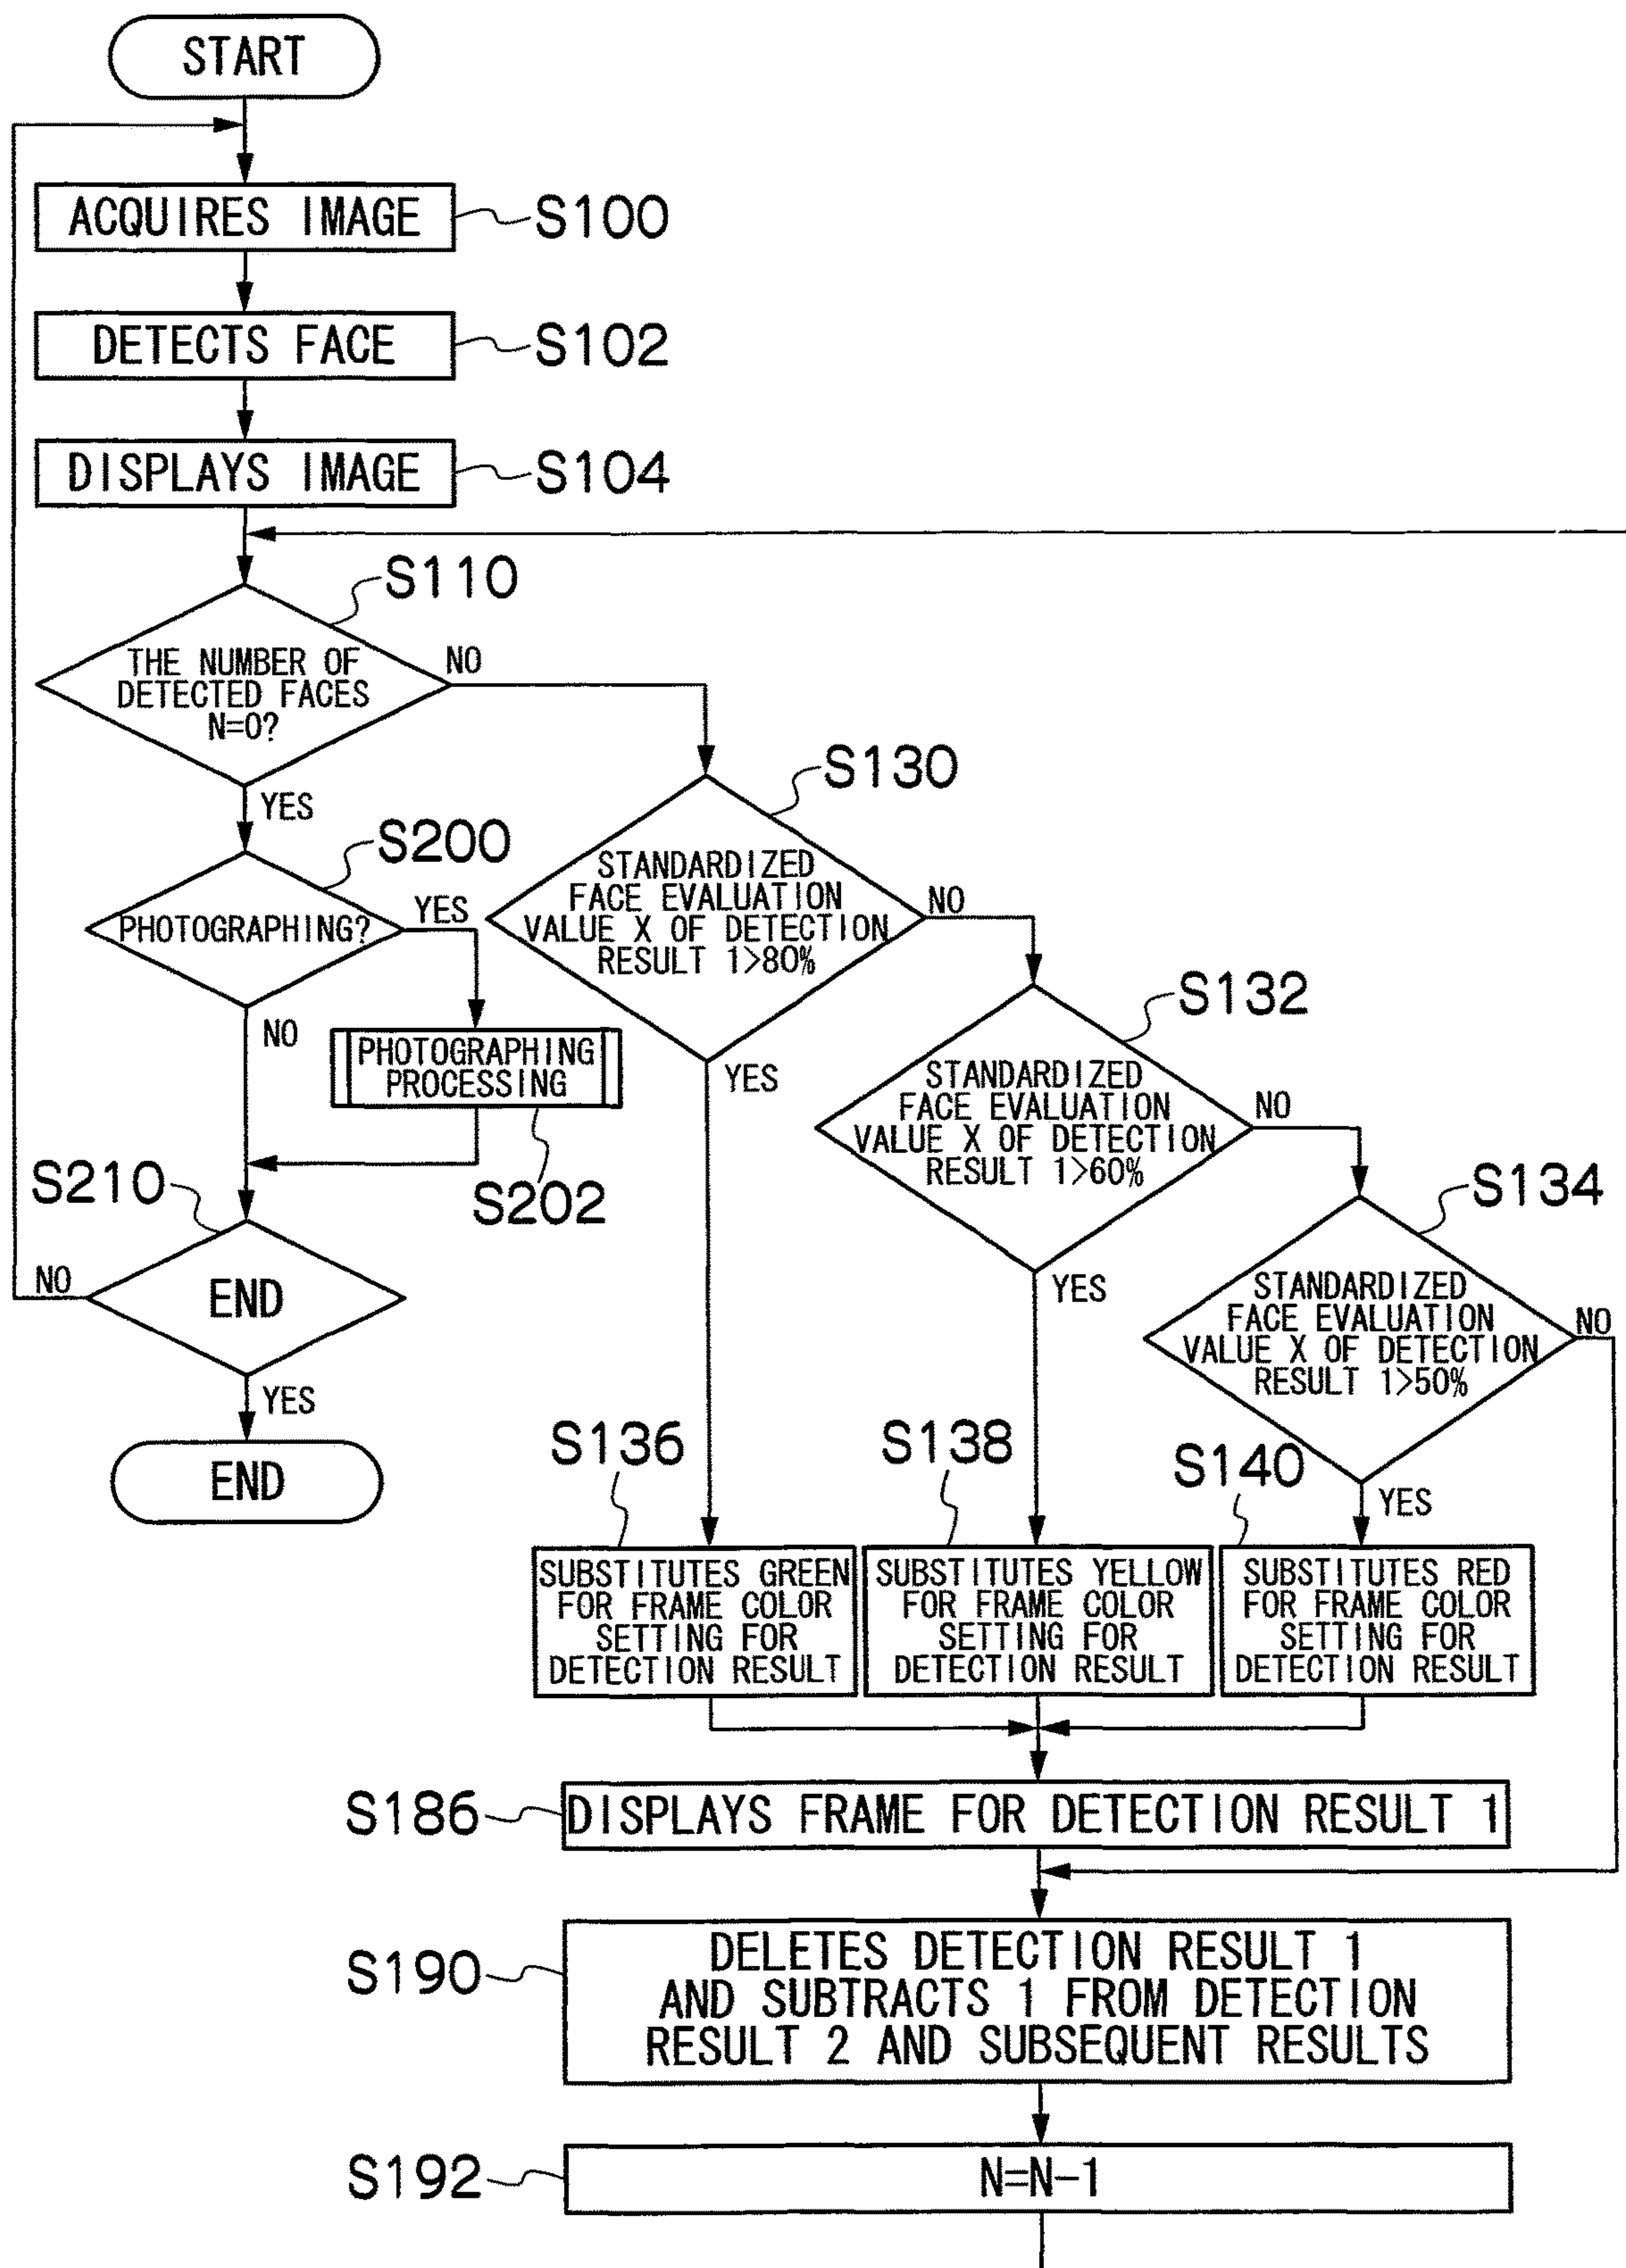 START
ACQUIRES IMAGE
S100
DETECTS FACE
S102
DISPLAYS IMAGE
S104
S110
THE NUMBER OF
DETECTED FACES
N=0?
NO
YES
S200
PHOTOGRAPHING?
YES
NO
PHOTOGRAPHING
PROCESSING
S202
S210
END
NO
YES
END
S130
STANDARDIZED
FACE EVALUATION
VALUE X OF DETECTION
RESULT 1>80%
NO
YES
S132
STANDARDIZED
FACE EVALUATION
VALUE X OF DETECTION
RESULT 1>60%
NO
YES
S134
STANDARDIZED
FACE EVALUATION
VALUE X OF DETECTION
RESULT 1>50%
NO
YES
S136
SUBSTITUTES GREEN
FOR FRAME COLOR
SETTING FOR
DETECTION RESULT
S138
SUBSTITUTES YELLOW
FOR FRAME COLOR
SETTING FOR
DETECTION RESULT
S140
SUBSTITUTES RED
FOR FRAME COLOR
SETTING FOR
DETECTION RESULT
S186
DISPLAYS FRAME FOR DETECTION RESULT 1
S190
DELETES DETECTION RESULT 1
AND SUBTRACTS 1 FROM DETECTION
RESULT 2 AND SUBSEQUENT RESULTS
S192
N=N-1